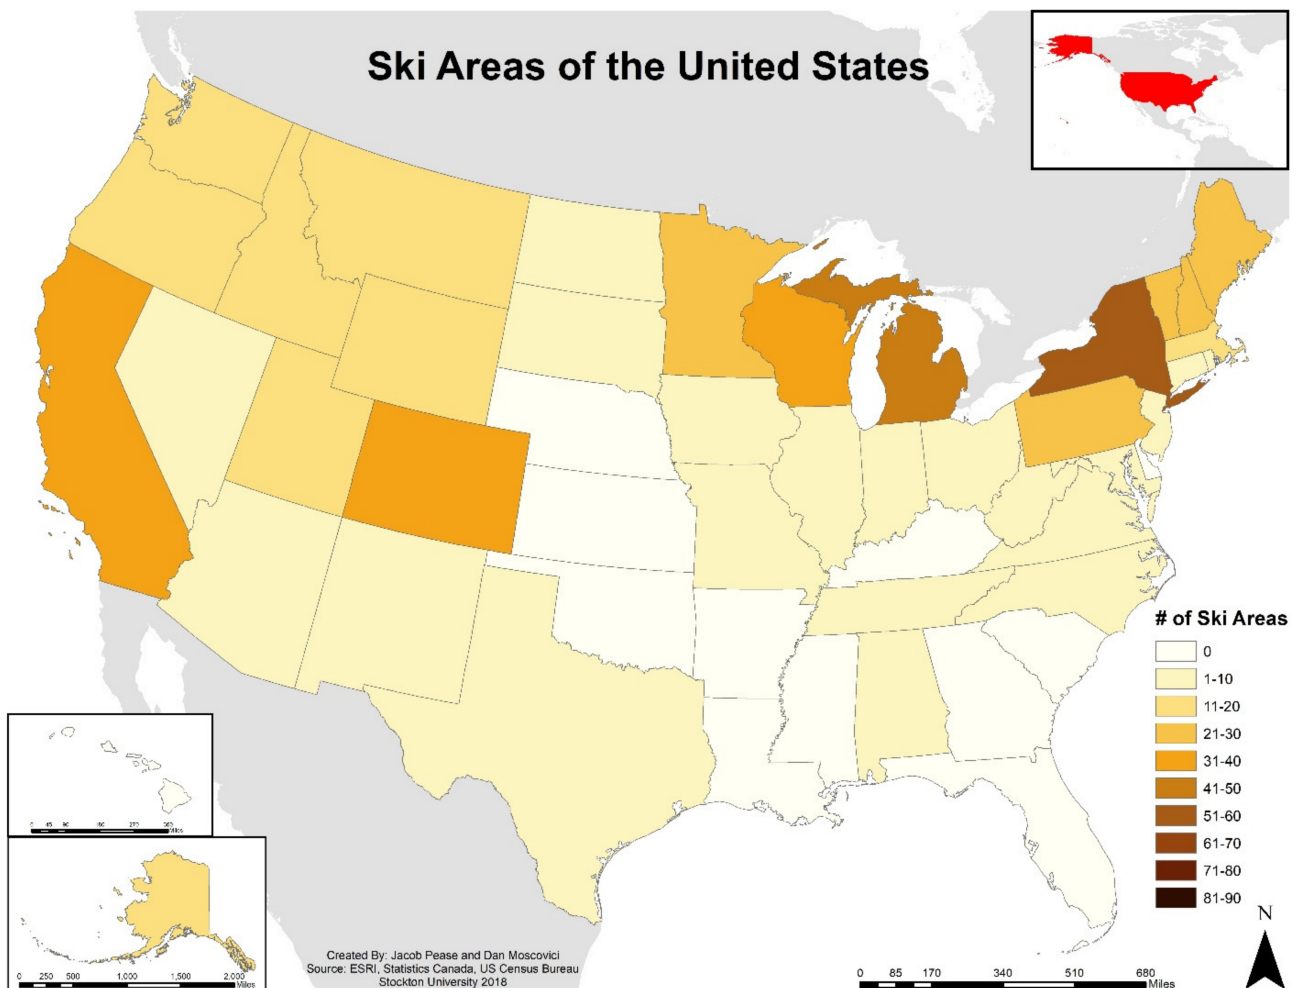 Ski Areas of the United States
# of Ski Areas
0
1-10
11-20
21-30
31-40
41-50
51-60
61-70
71-80
81-90
N
Miles
0 250 500 1,000 1,500 2,000
Miles
Created By: Jacob Pease and Dan Moscovici
Source: ESRI, Statistics Canada, US Census Bureau
Stockton University 2018
0 85 170 340 510 680
Miles